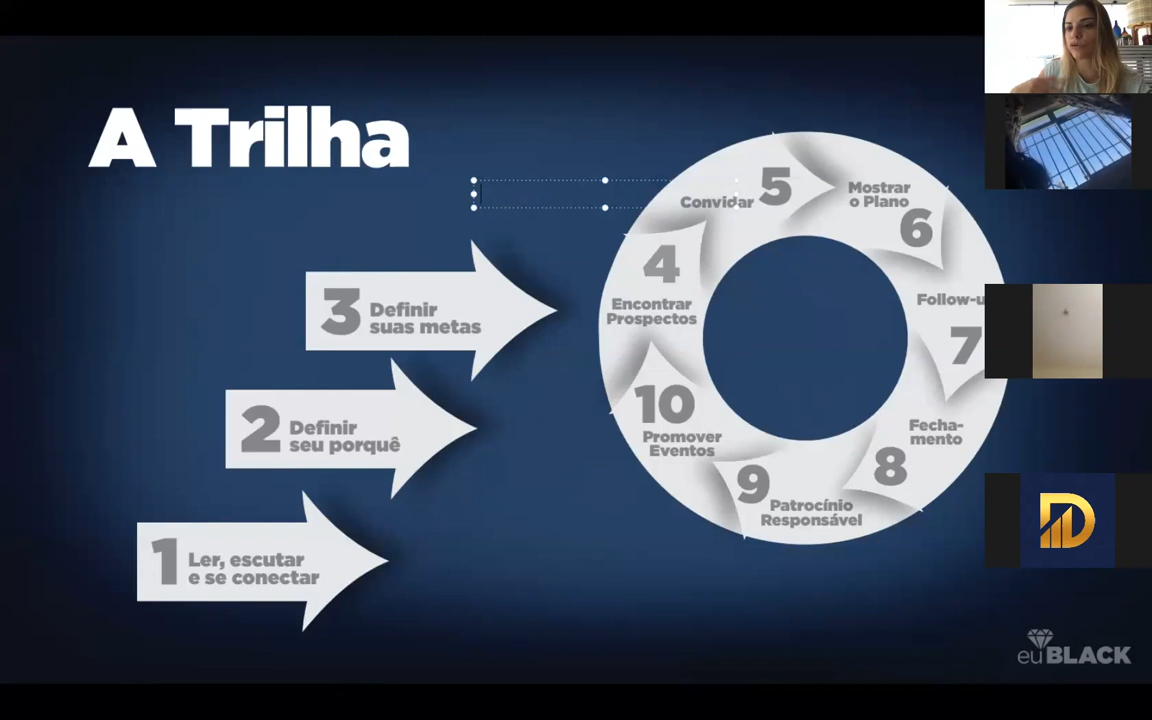 A Trilha
1
Ler, escutar
e se conectar
2
Definir
seu porquê
3
Definir
suas metas
4
Encontrar
Prospectos
Convidar
5
Mostrar
o Plano
6
Follow-u
7
Fecha-
mento
8
9
Patrocínio
Responsável
10
Promover
Eventos
D
euBLACK